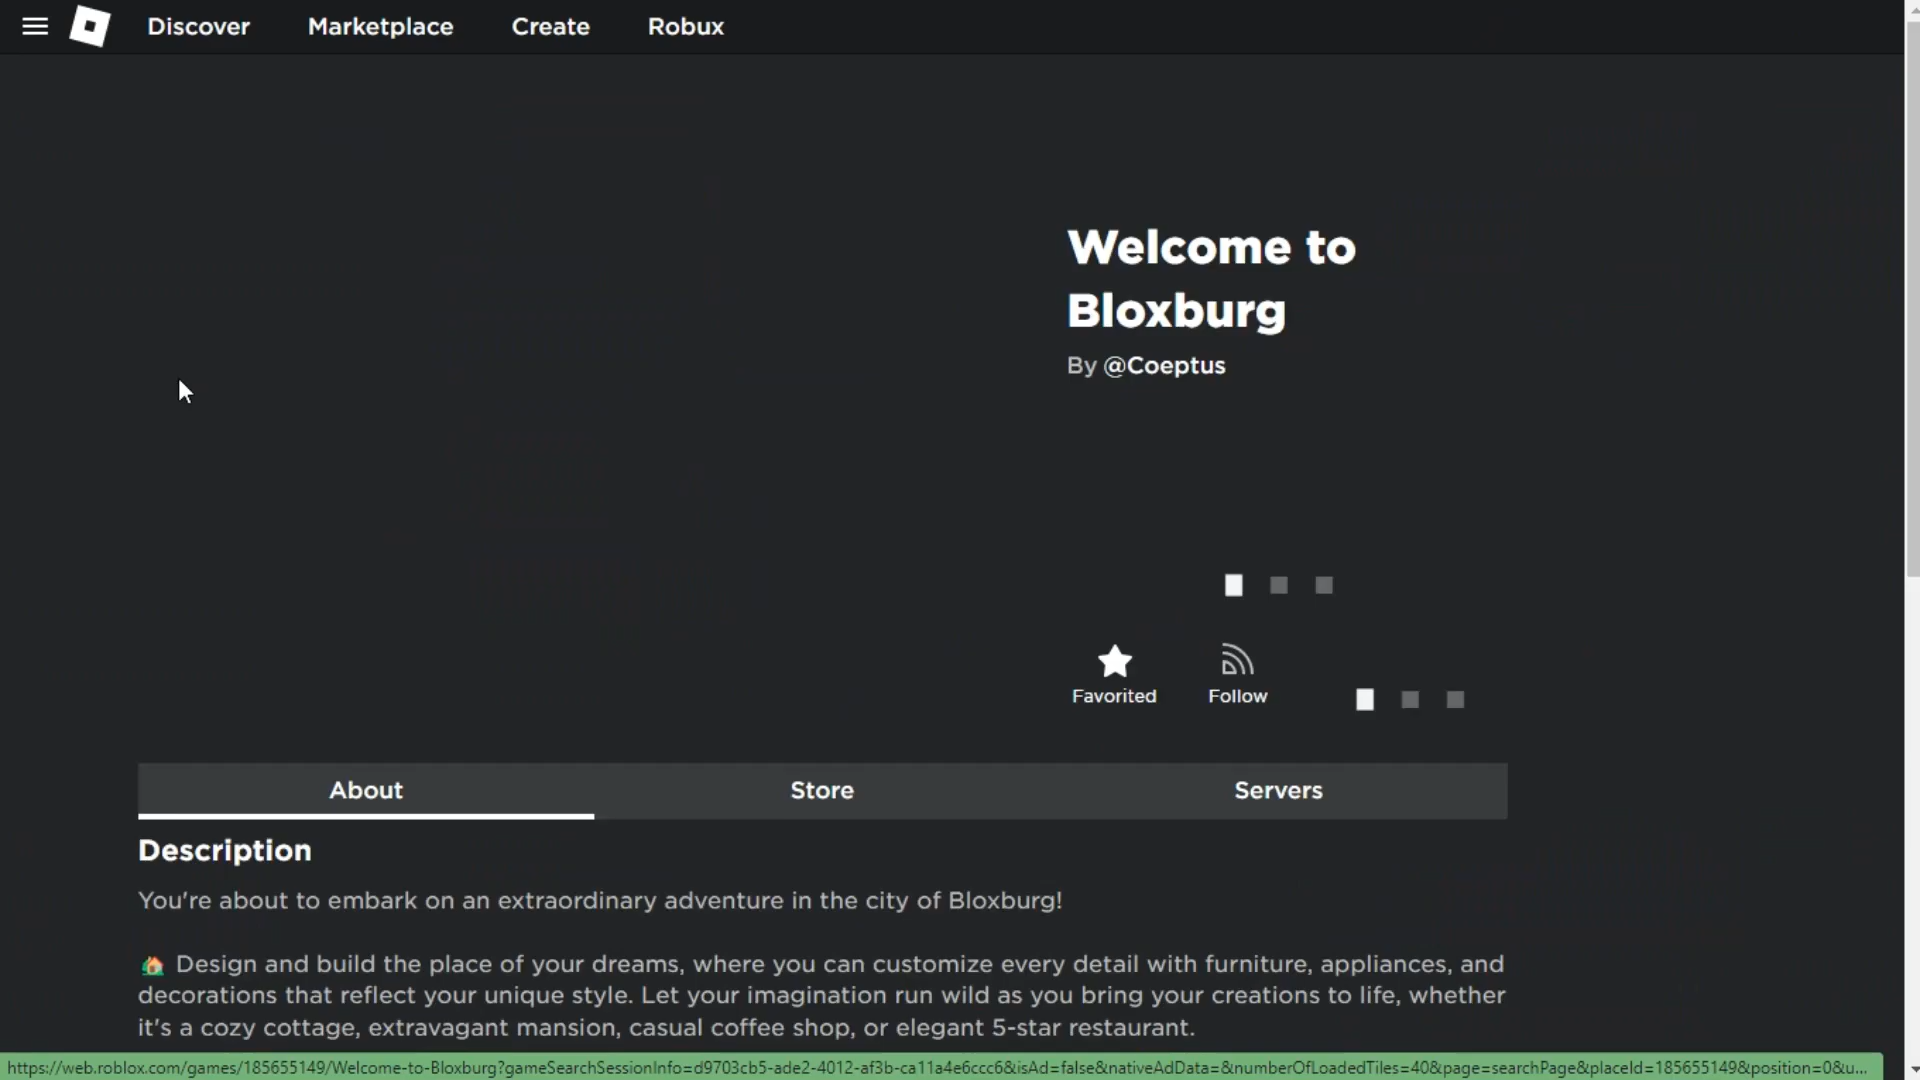 Discover Marketplace Create Robux
Welcome to
Bloxburg
By @Coeptus
Favorited Follow
About Store Servers
Description
You're about to embark on an extraordinary adventure in the city of Bloxburg!
🏠 Design and build the place of your dreams, where you can customize every detail with furniture, appliances, and
decorations that reflect your unique style. Let your imagination run wild as you bring your creations to life, whether
it's a cozy cottage, extravagant mansion, casual coffee shop, or elegant 5-star restaurant.
https://web.roblox.com/games/185655149/Welcome-to-Bloxburg?gameSearchSessionInfo=d9703cb5-ade2-4012-af3b-ca11a4e6ccc6&isAd=false&nativeAdData=&numberOfLoadedTiles=40&page=searchPage&placeId=185655149&position=0&u...